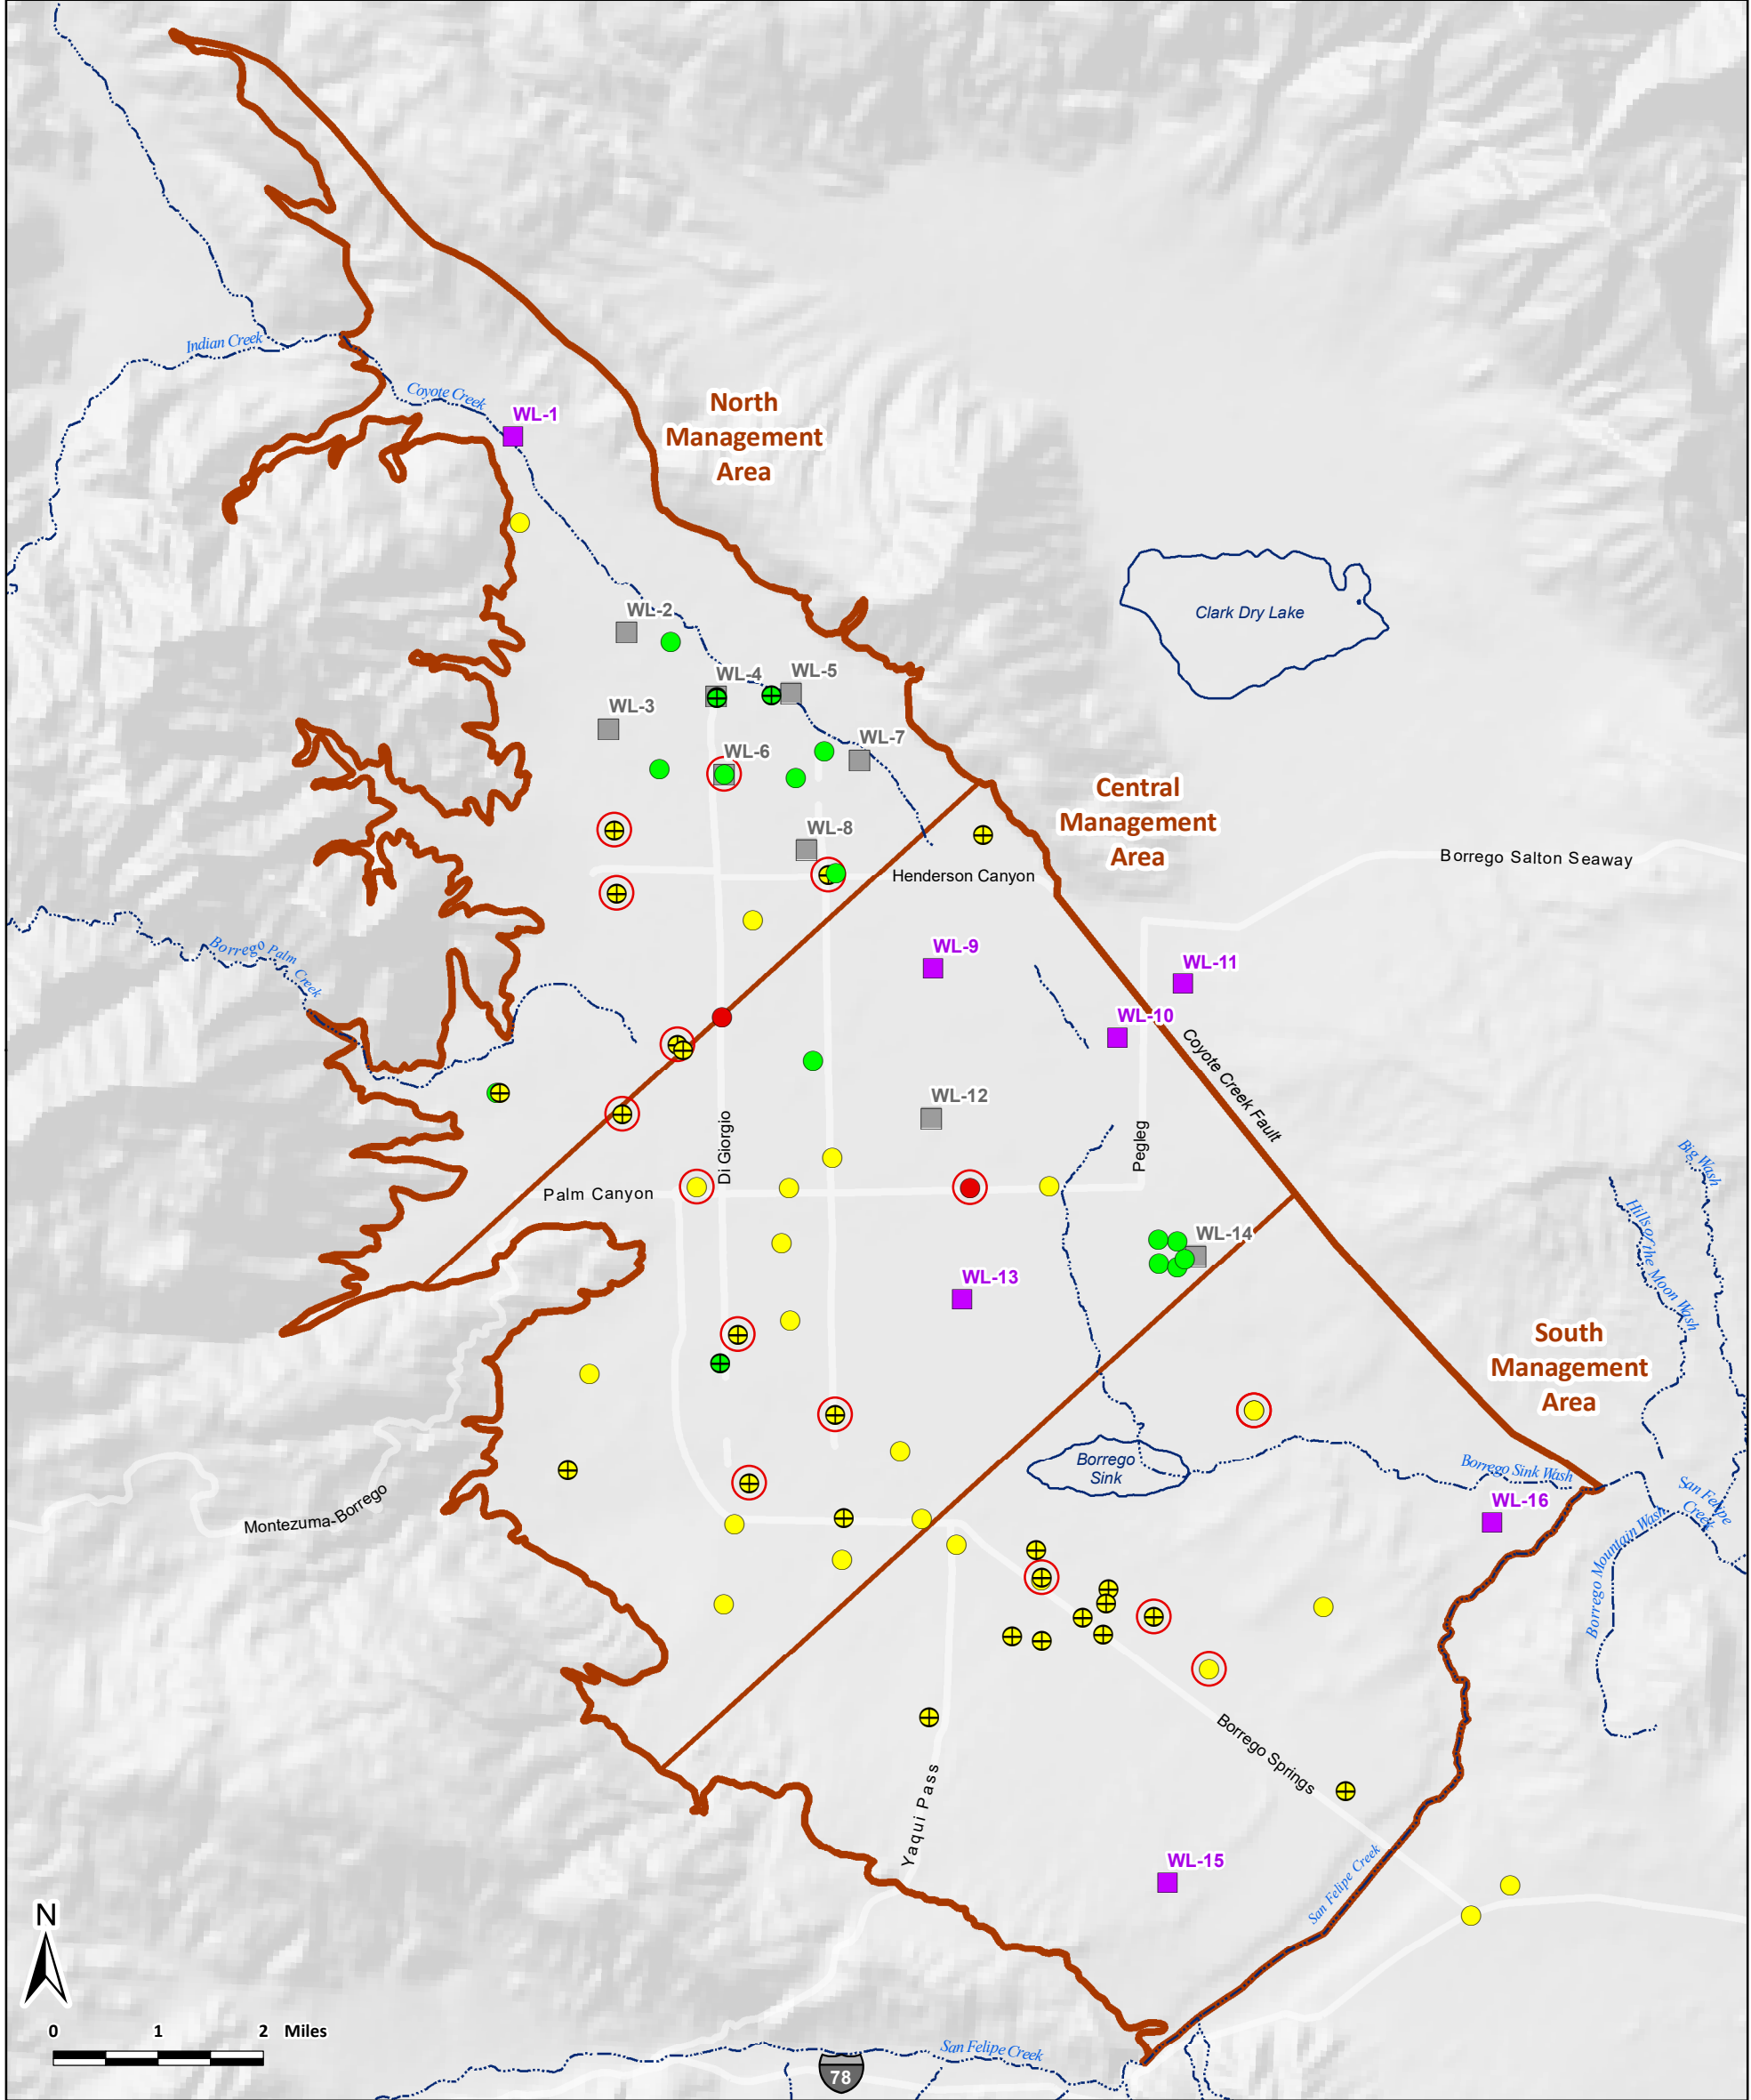 Indian Creek
Coyote Creek
WL-1
North
Management
Area
Clark Dry Lake
WL-2
WL-4
WL-5
WL-3
WL-7
WL-6
Central
Management
Area
WL-8
Borrego Salton Seaway
Henderson Canyon
Borrego Palm
Creek
WL-9
WL-11
WL-10
Coyote Creek Fault
WL-12
Di Giorgio
Pegleg
Big Wash
Palm Canyon
Hills of the Moon Wash
WL-14
WL-13
South
Management
Area
Borrego
Sink
Borrego Sink Wash
San Felipe
Creek
Montezuma-Borrego
WL-16
Borrego Mountain Wash
Borrego Springs
Yaqui Pass
WL-15
San Felipe Creek
N
0 1 2 Miles
San Felipe Creek
78